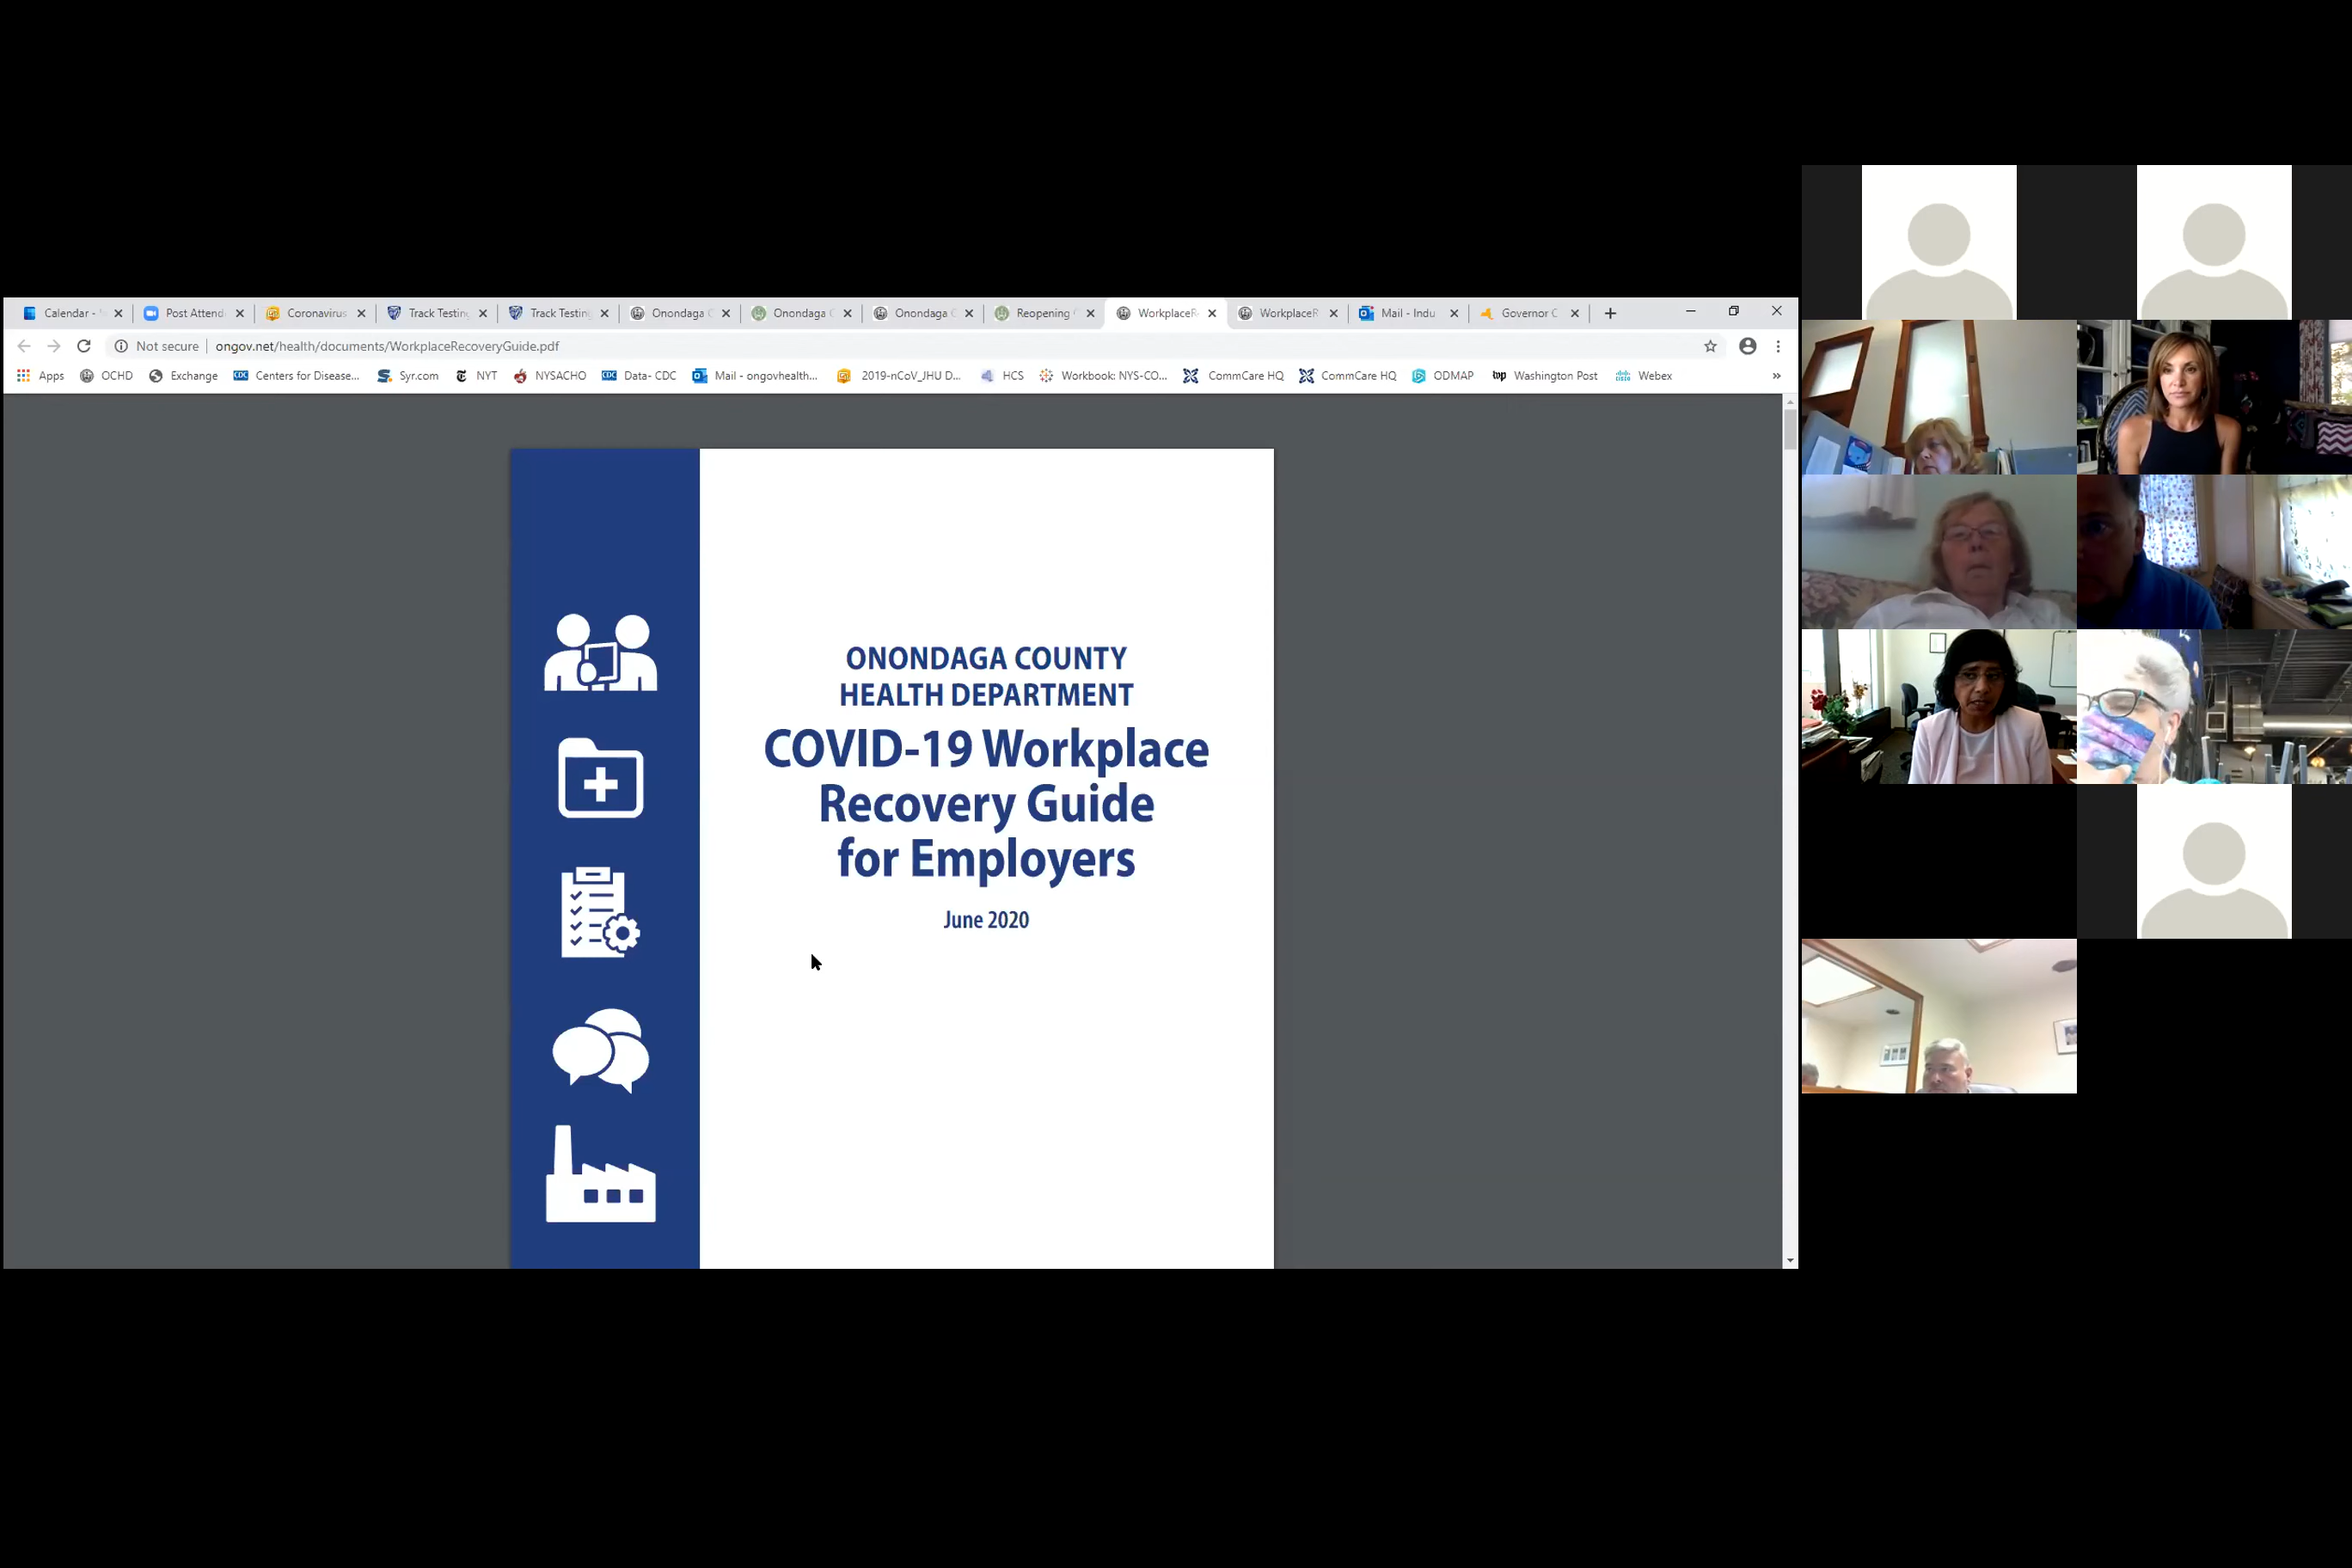 Calendar -
Post Attend
Coronavirus
Track Testing
Track Testing
Onondaga C
Onondaga C
Onondaga C
Reopening
WorkplaceR
WorkplaceR
Mail - Indu
Governor C
Not secure
ongov.net/health/documents/WorkplaceRecoveryGuide.pdf
Apps
OCHD
Exchange
CDC
Centers for Disease...
Syr.com
NYT
NYSACHO
CDC
Data- CDC
Mail - ongovhealth...
2019-nCoV_JHU D...
HCS
Workbook: NYS-CO...
CommCare HQ
CommCare HQ
ODMAP
wp
Washington Post
Webex
ONONDAGA COUNTY
HEALTH DEPARTMENT
COVID-19 Workplace
Recovery Guide
for Employers
June 2020